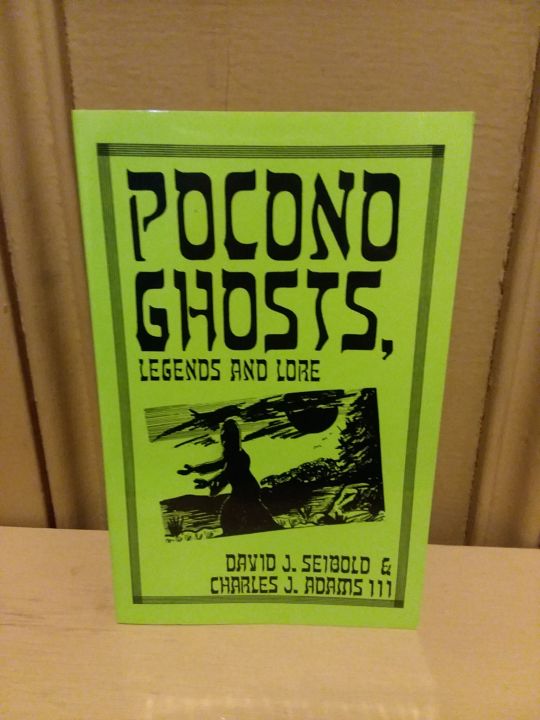 POCONO
GHOSTS,
LEGENDS AND LORE
DAVID J. SEIBOLD &
CHARLES J. ADAMS III